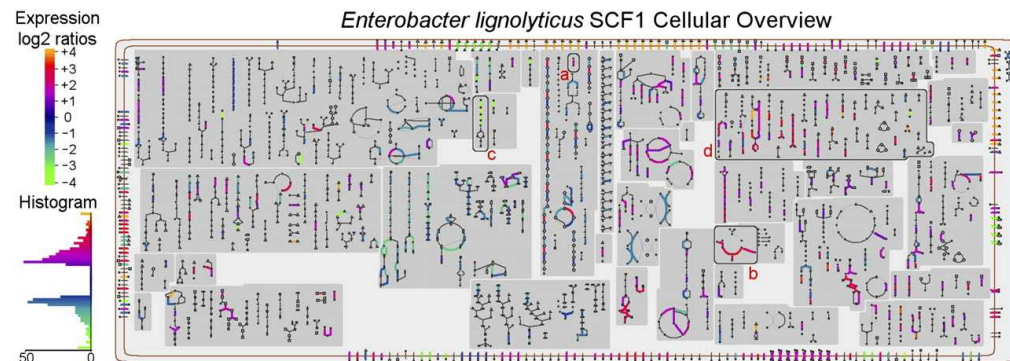 Enterobacter lignolyticus SCF1 Cellular Overview
Expression
log2 ratios
+4
+3
+2
+1
0
−1
−2
−3
−4
Histogram
50
0
a
c
d
b